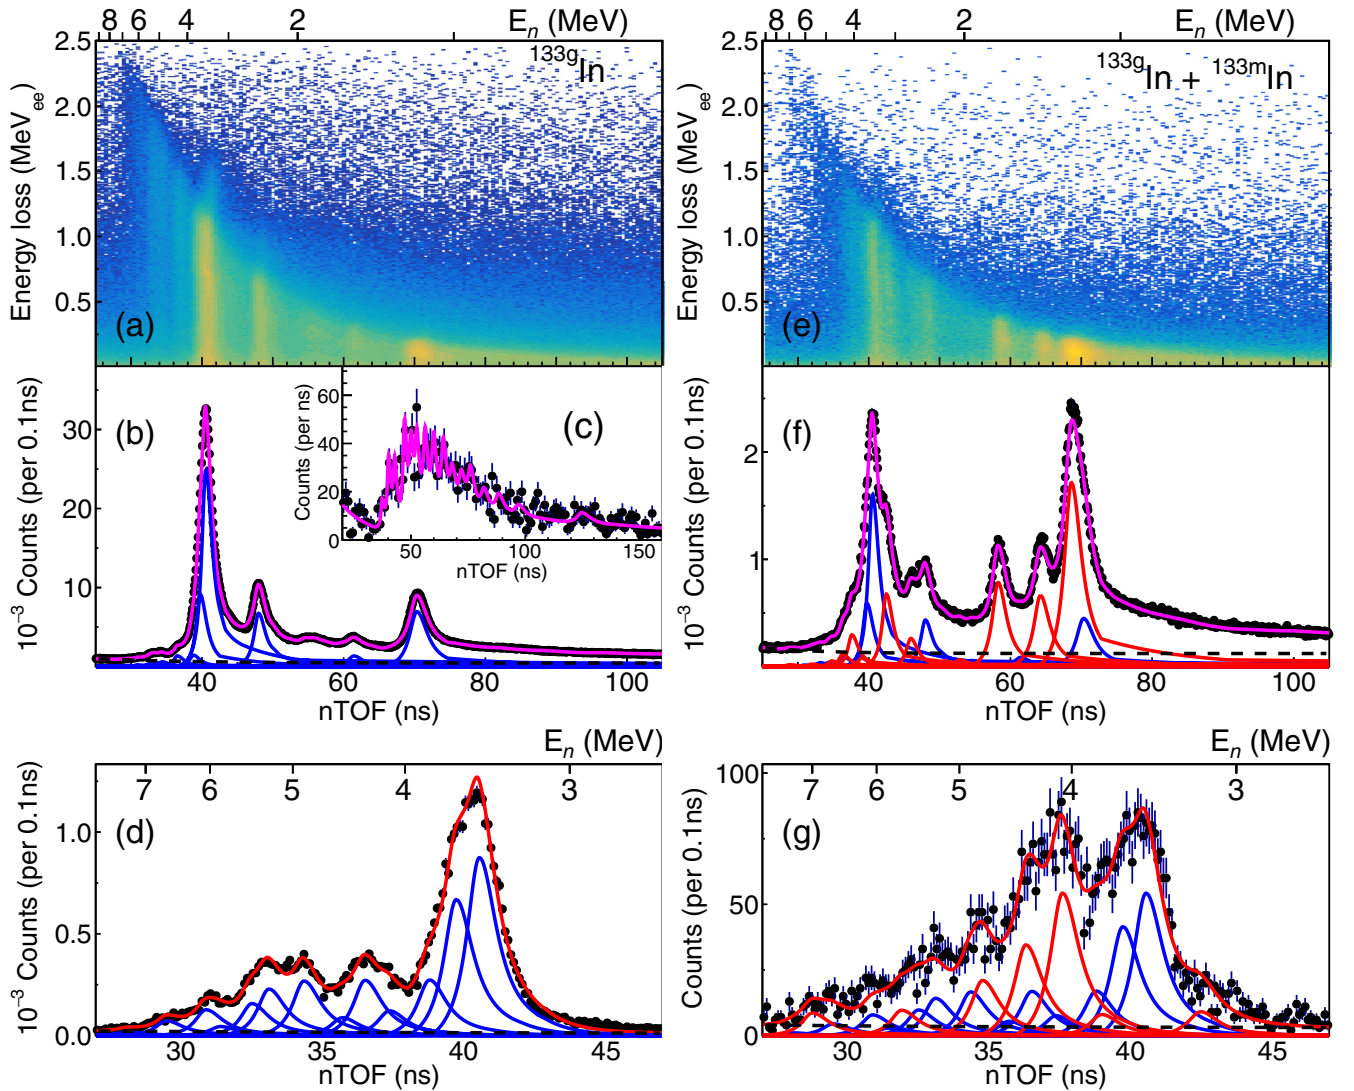 8 6 4 2 E_n (MeV)
2.5
2.0
1.5
1.0
0.5
Energy loss (MeV_ee)
^133g In
(a)
8 6 4 2 E_n (MeV)
2.5
2.0
1.5
1.0
0.5
Energy loss (MeV_ee)
^133g In + ^133m In
(e)
30
20
10
10^−3 Counts (per 0.1ns)
(b)
40 60 80 100
nTOF (ns)
60
40
20
0
Counts (per ns)
(c)
50 100 150
nTOF (ns)
2
1
10^−3 Counts (per 0.1ns)
(f)
40 60 80 100
nTOF (ns)
E_n (MeV)
7 6 5 4 3
1.0
0.5
0.0
10^−3 Counts (per 0.1ns)
(d)
30 35 40 45
nTOF (ns)
E_n (MeV)
7 6 5 4 3
100
50
0
Counts (per 0.1ns)
(g)
30 35 40 45
nTOF (ns)